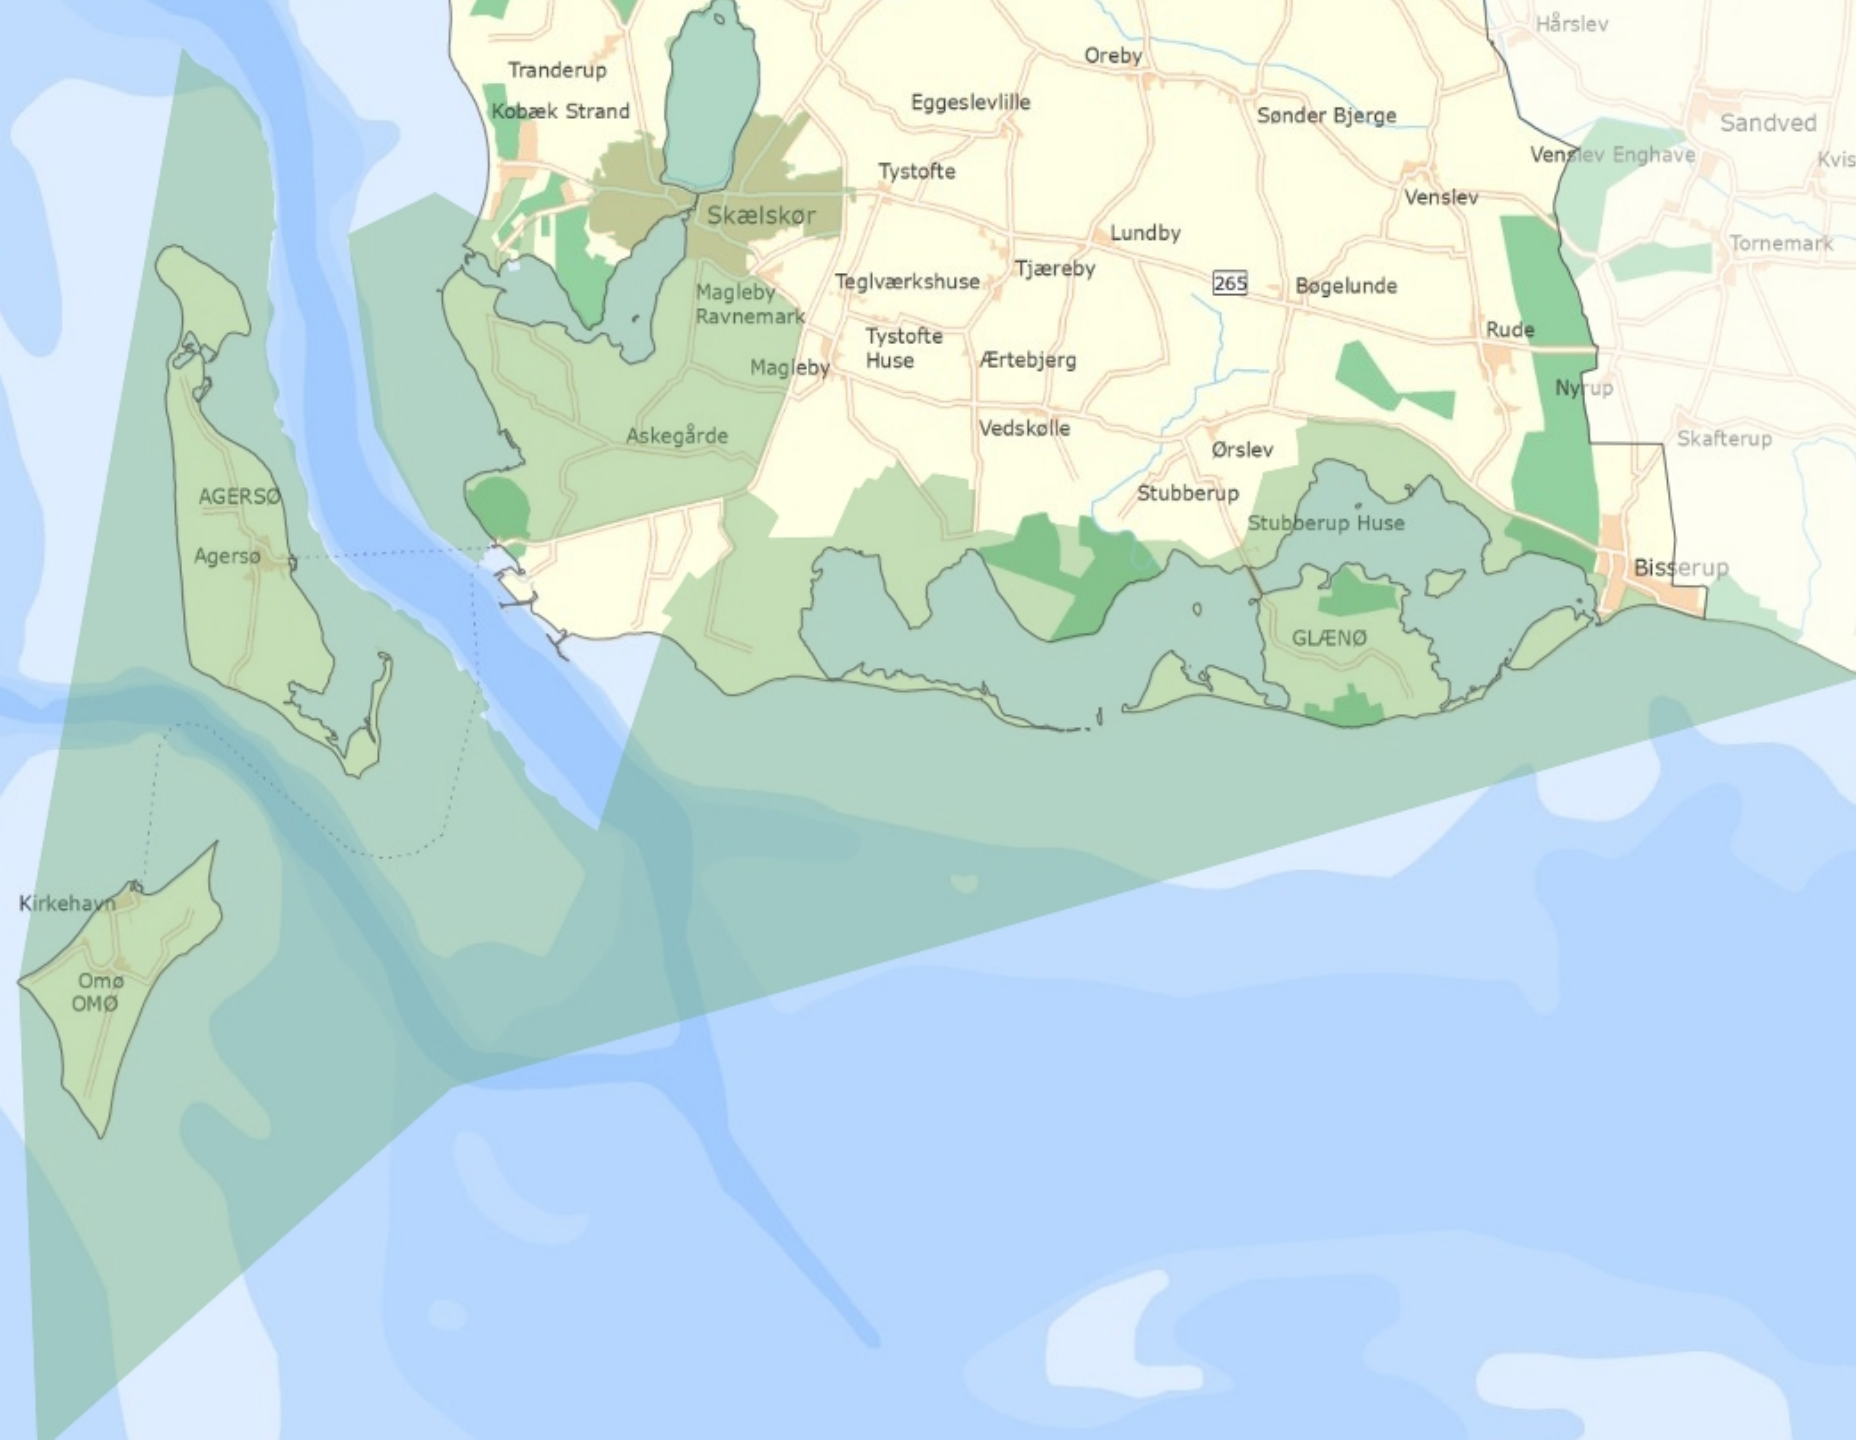 Hårslev
Oreby
Tranderup
Eggeslevlille
Kobæk Strand
Sønder Bjerge
Sandved
Venslev Enghave
Kvis
Tystofte
Venslev
Skælskør
Lundby
Tornemark
Tjæreby
Teglværkshuse
265
Bøgelunde
Magleby
Ravnemark
Rude
Tystofte
Huse
Ærtebjerg
Magleby
Nyrup
Askegårde
Vedskølle
Skafterup
Ørslev
AGERSØ
Stubberup
Stubberup Huse
Agersø
Bisserup
GLÆNØ
Kirkehavn
Omø
OMØ